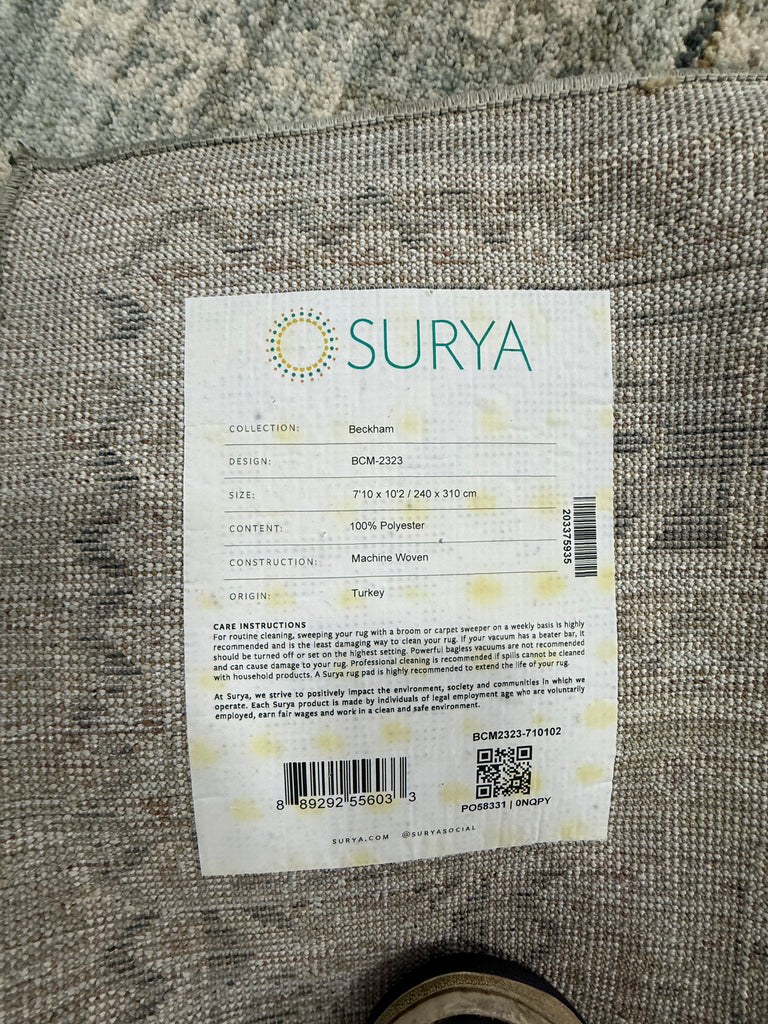 SURYA
COLLECTION: Beckham
DESIGN: BCM-2323
SIZE: 7'10 x 10'2 / 240 x 310 cm
CONTENT: 100% Polyester
CONSTRUCTION: Machine Woven
ORIGIN: Turkey
203375935
CARE INSTRUCTIONS
For routine cleaning, sweeping your rug with a broom or carpet sweeper on a weekly basis is highly
recommended and is the least damaging way to clean your rug. If your vacuum has a beater bar, it
should be turned off or set on the highest setting. Powerful bagless vacuums are not recommended
and can cause damage to your rug. Professional cleaning is recommended if spills cannot be cleaned
with household products. A Surya rug pad is highly recommended to extend the life of your rug.
At Surya, we strive to positively impact the environment, society and communities in which we
operate. Each Surya product is made by individuals of legal employment age who are voluntarily
employed, earn fair wages and work in a clean and safe environment.
BCM2323-710102
8 89292 55603 3
PO58331 | 0NQPY
SURYA.COM @SURYASOCIAL